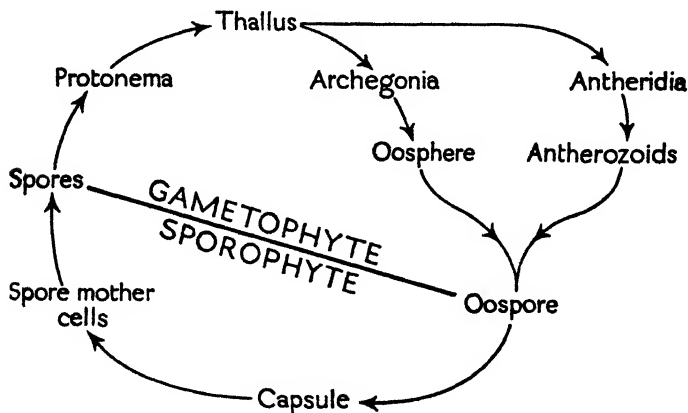 Thallus
Protonema
Archegonia
Antheridia
Oosphere
Antherozoids
Spores
GAMETOPHYTE
SPOROPHYTE
Spore mother
cells
Oospore
Capsule